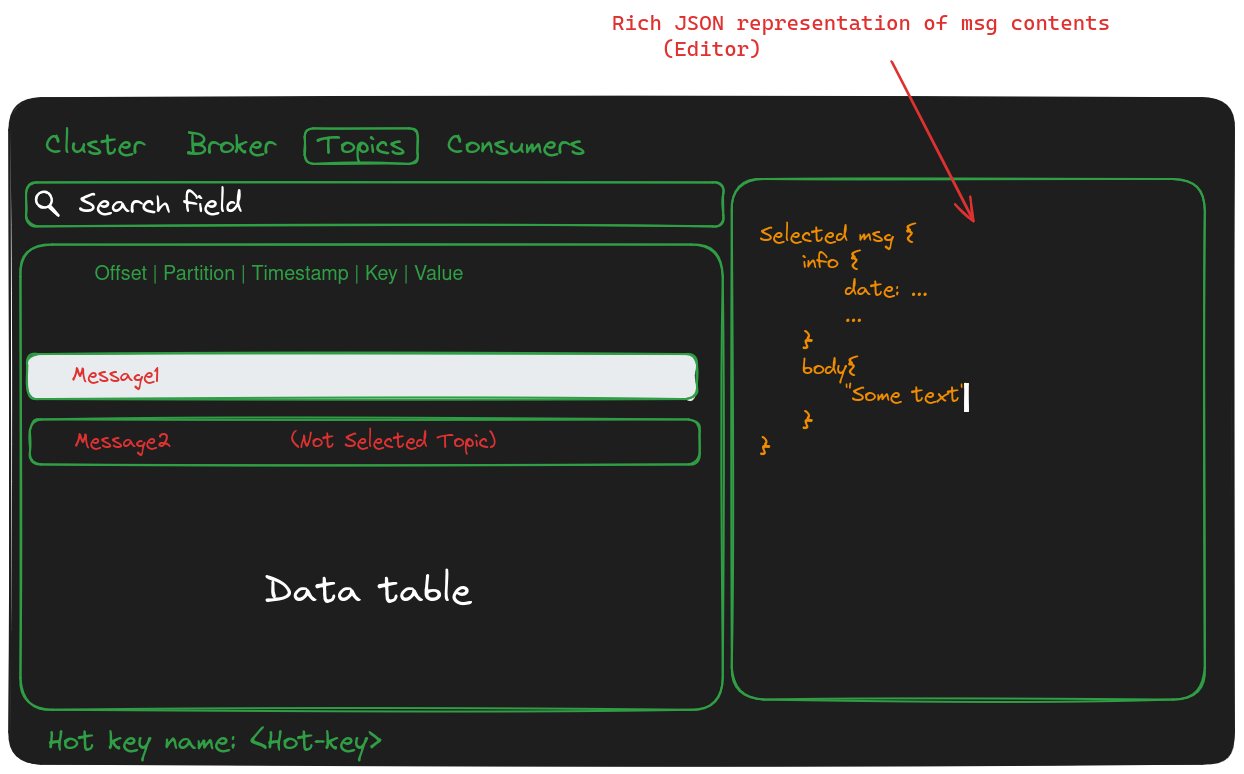 Rich JSON representation of msg contents
(Editor)
Cluster Broker Topics Consumers
Search field
Offset | Partition | Timestamp | Key | Value
Message1
Message2 (Not Selected Topic)
Data table
Selected msg {
info {
date: ...
...
}
body{
"Some text"
}
}
Hot key name: <Hot-key>